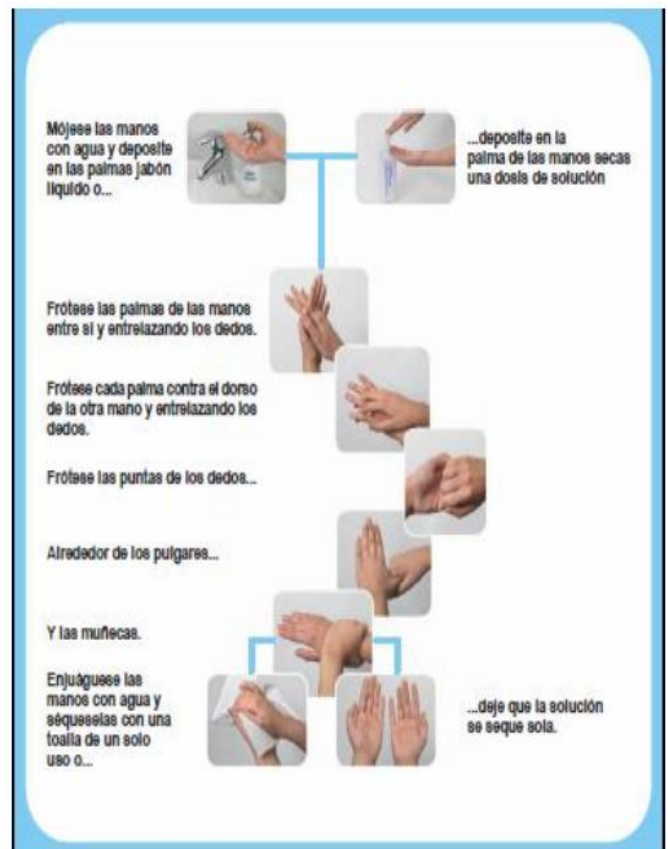 Mójese las manos
con agua y deposite
en las palmas jabón
líquido o...
...deposite en la
palma de las manos secas
una dosis de solución
Frótese las palmas de las manos
entre sí y entrelazando los dedos.
Frótese cada palma contra el dorso
de la otra mano y entrelazando los
dedos.
Frótese las puntas de los dedos...
Alrededor de los pulgares...
Y las muñecas.
Enjuáguese las
manos con agua y
séqueselas con una
toalla de un solo
uso o...
...deje que la solución
se seque sola.